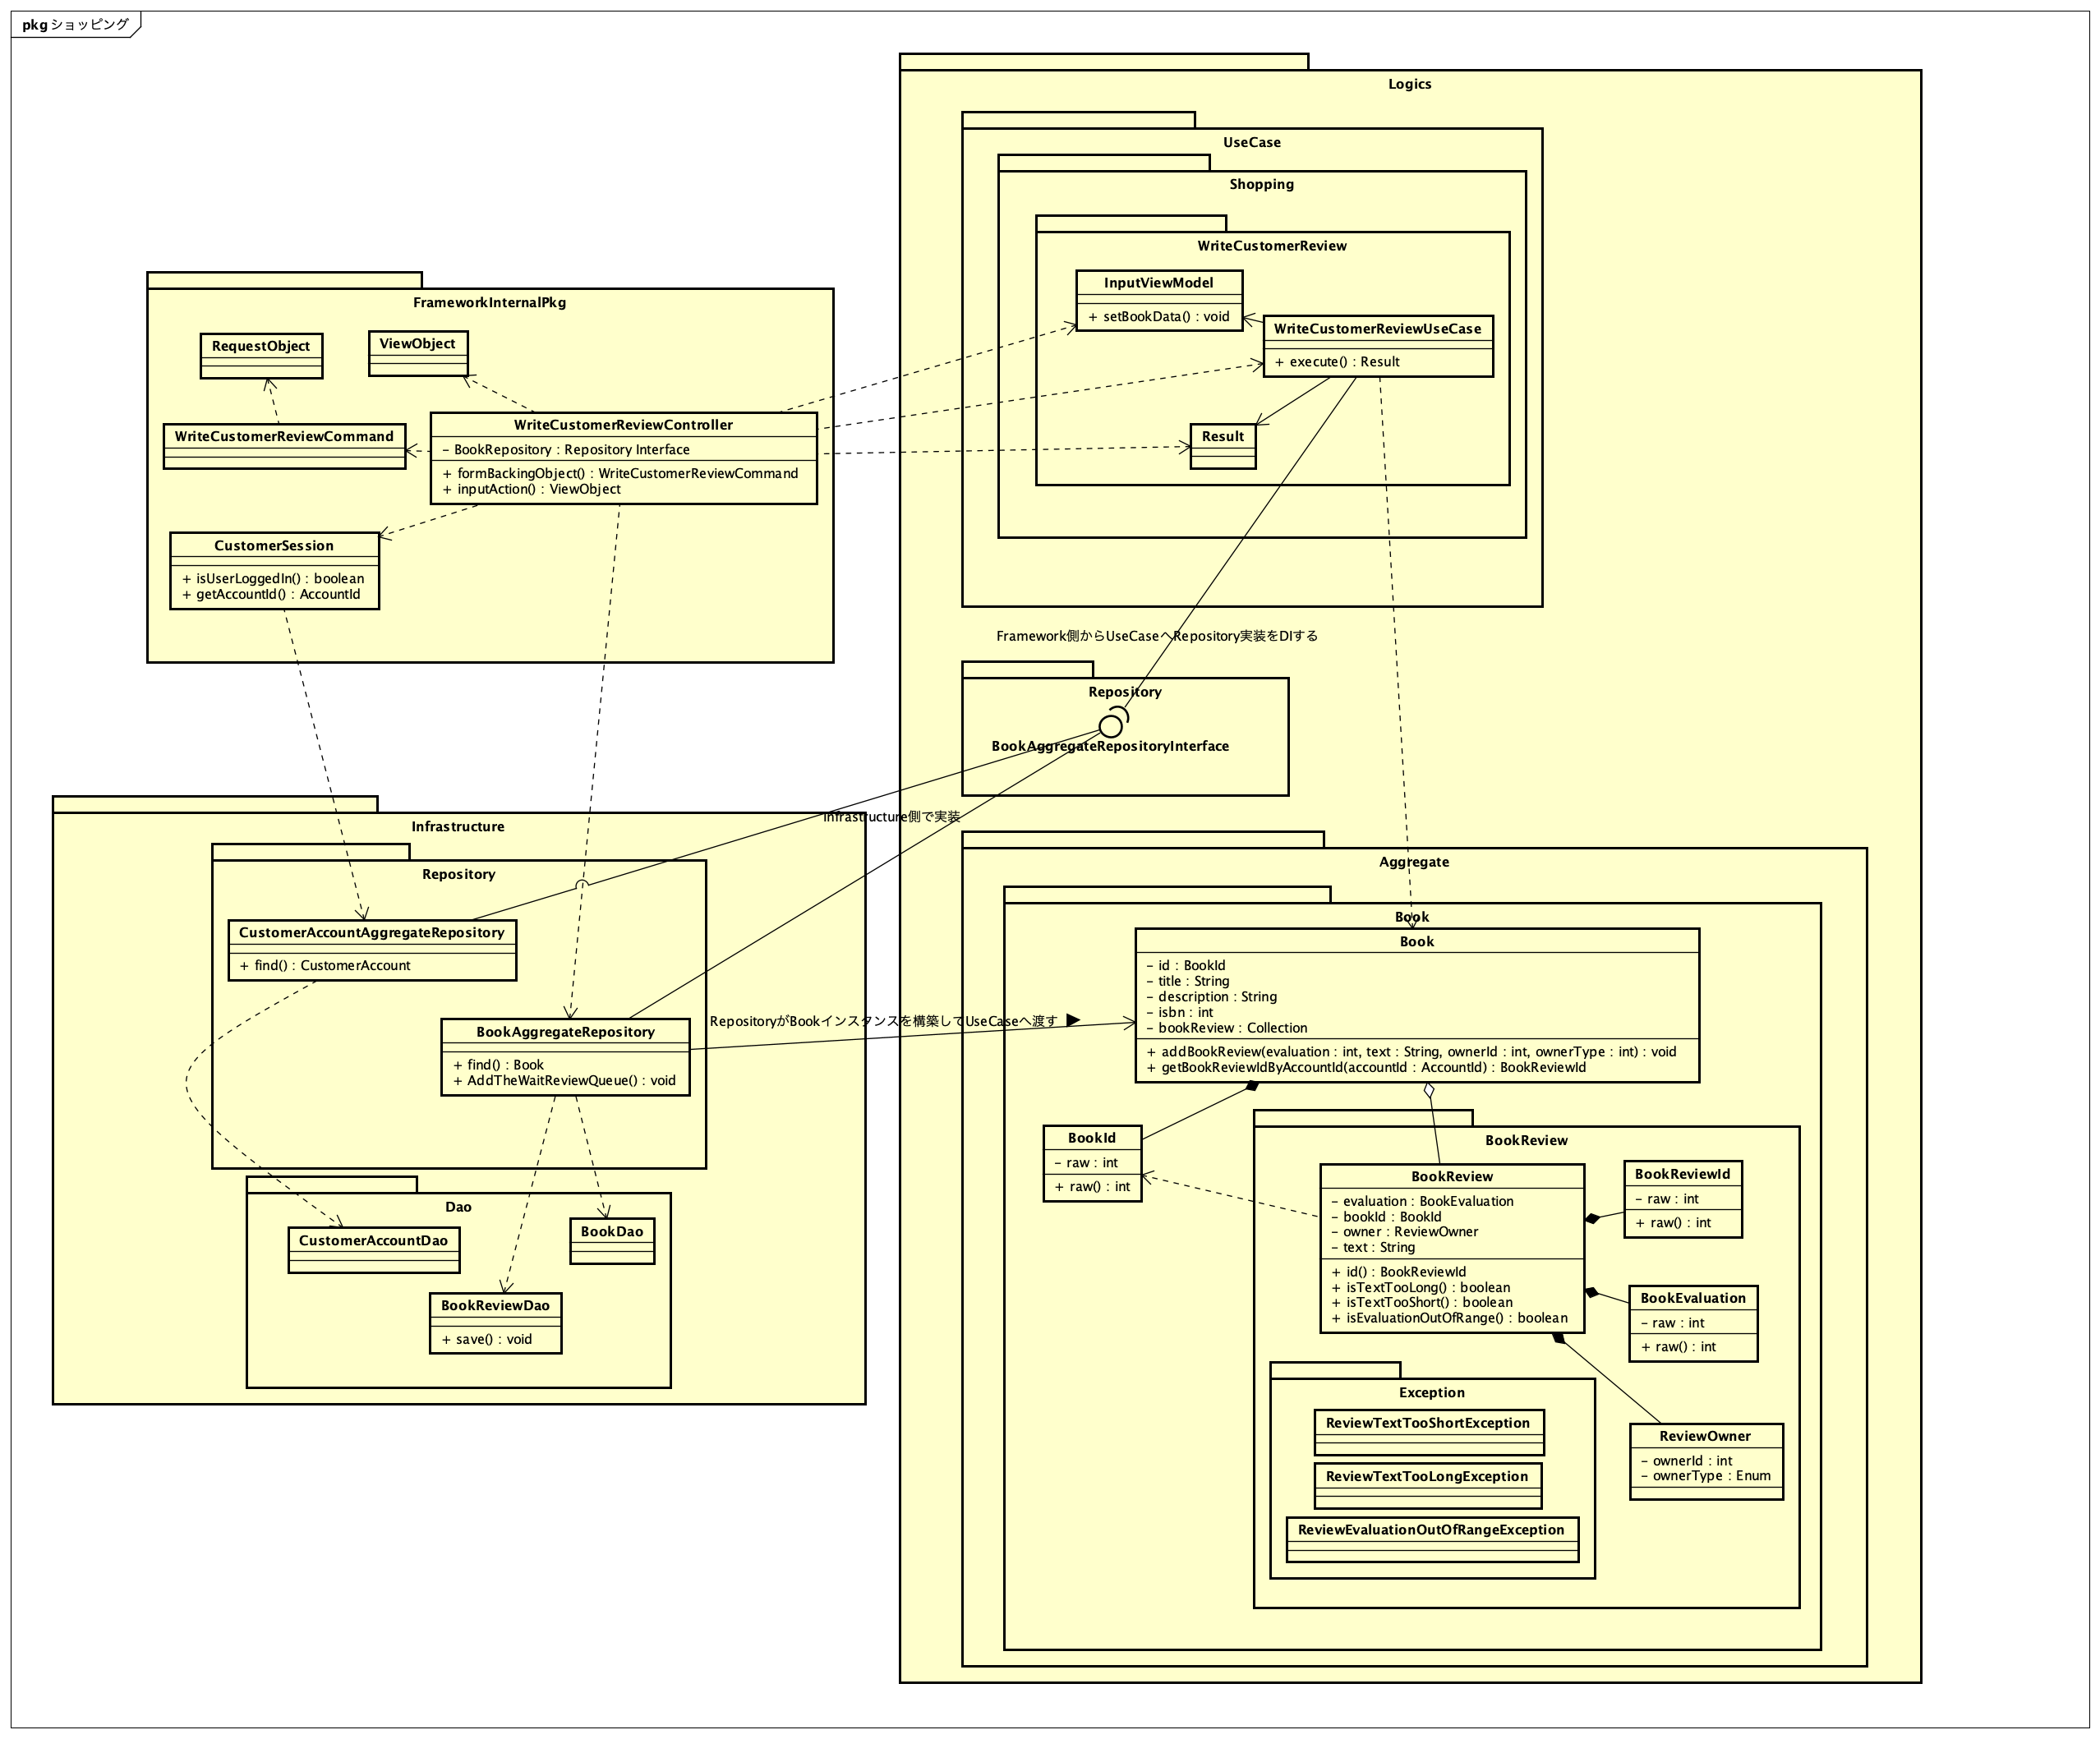 pkg ショッピング
Logics
UseCase
Shopping
WriteCustomerReview
InputViewModel
+ setBookData() : void
WriteCustomerReviewUseCase
+ execute() : Result
Result
FrameworkInternalPkg
RequestObject
ViewObject
WriteCustomerReviewCommand
WriteCustomerReviewController
- BookRepository : Repository Interface
+ formBackingObject() : WriteCustomerReviewCommand
+ inputAction() : ViewObject
CustomerSession
+ isUserLoggedIn() : boolean
+ getAccountId() : AccountId
Framework側からUseCaseへRepository実装をDIする
Repository
BookAggregateRepositoryInterface
Infrastructure側で実装
Infrastructure
Repository
CustomerAccountAggregateRepository
+ find() : CustomerAccount
BookAggregateRepository
+ find() : Book
+ AddTheWaitReviewQueue() : void
RepositoryがBookインスタンスを構築してUseCaseへ渡す
Dao
CustomerAccountDao
BookDao
BookReviewDao
+ save() : void
Aggregate
Book
Book
- id : BookId
- title : String
- description : String
- isbn : int
- bookReview : Collection
+ addBookReview(evaluation : int, text : String, ownerId : int, ownerType : int) : void
+ getBookReviewIdByAccountId(accountId : AccountId) : BookReviewId
BookId
- raw : int
+ raw() : int
BookReview
BookReview
- evaluation : BookEvaluation
- bookId : BookId
- owner : ReviewOwner
- text : String
+ id() : BookReviewId
+ isTextTooLong() : boolean
+ isTextTooShort() : boolean
+ isEvaluationOutOfRange() : boolean
BookReviewId
- raw : int
+ raw() : int
BookEvaluation
- raw : int
+ raw() : int
ReviewOwner
- ownerId : int
- ownerType : Enum
Exception
ReviewTextTooShortException
ReviewTextTooLongException
ReviewEvaluationOutOfRangeException